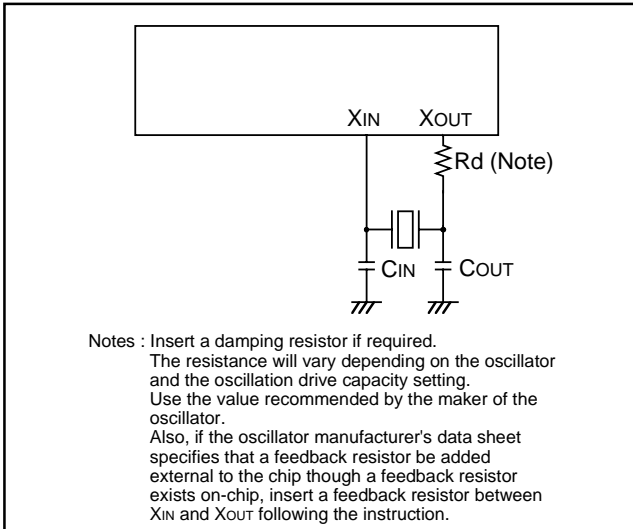 XIN XOUT
Rd (Note)
CIN COUT
Notes : Insert a damping resistor if required.
The resistance will vary depending on the oscillator
and the oscillation drive capacity setting.
Use the value recommended by the maker of the
oscillator.
Also, if the oscillator manufacturer's data sheet
specifies that a feedback resistor be added
external to the chip though a feedback resistor
exists on-chip, insert a feedback resistor between
XIN and XOUT following the instruction.